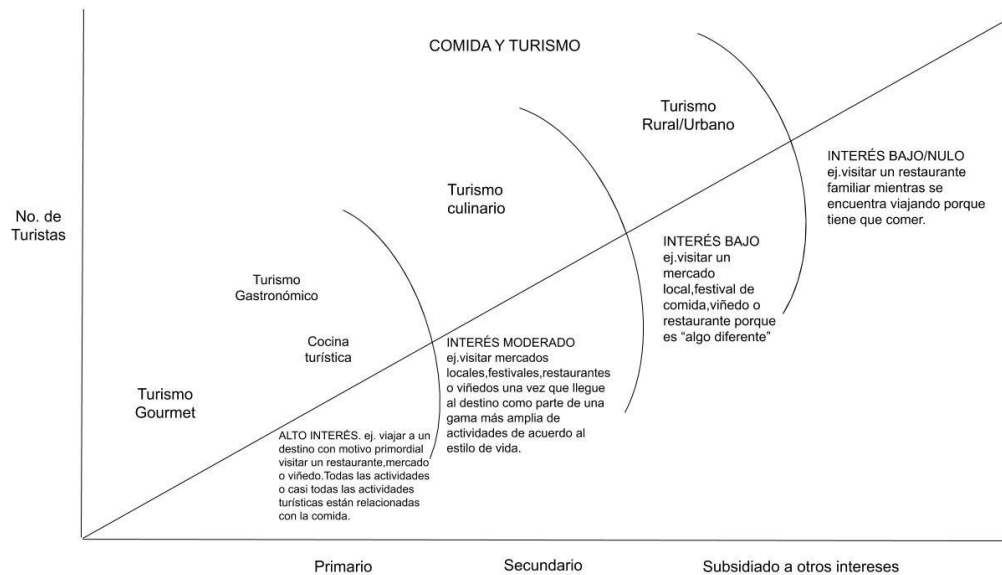 COMIDA Y TURISMO
Turismo
Rural/Urbano
INTERÉS BAJO/NULO
ej.visitar un restaurante
familiar mientras se
encuentra viajando porque
tiene que comer.
Turismo
culinario
No. de
Turistas
INTERÉS BAJO
ej.visitar un
mercado
local,festival de
comida,viñedo o
restaurante porque
es “algo diferente”
Turismo
Gastronómico
Cocina
turística
INTERÉS MODERADO
ej.visitar mercados
locales,festivales,restaurantes
o viñedos una vez que llegue
al destino como parte de una
gama más amplia de
actividades de acuerdo al
estilo de vida.
Turismo
Gourmet
ALTO INTERÉS. ej. viajar a un
destino con motivo primordial
visitar un restaurante,mercado
o viñedo.Todas las actividades
o casi todas las actividades
turísticas están relacionadas
con la comida.
Primario
Secundario
Subsidiado a otros intereses